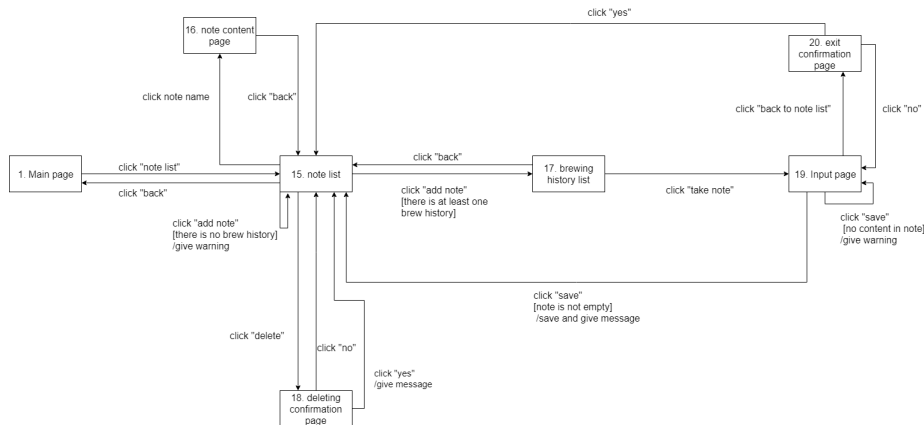 click "yes"
16. note content
page
20. exit
confirmation
page
click note name
click "back"
click "back to note list"
click "no"
1. Main page
click "note list"
click "back"
15. note list
click "back"
click "add note"
[there is at least one
brew history]
17. brewing
history list
click "take note"
19. Input page
click "add note"
[there is no brew history]
/give warning
click "save"
[no content in note]
/give warning
click "save"
[note is not empty]
/save and give message
click "delete"
click "no"
click "yes"
/give message
18. deleting
confirmation
page